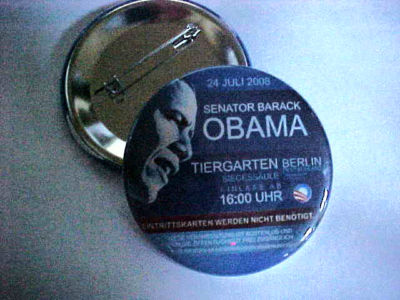 24 JULI 2008
SENATOR BARACK
OBAMA
TIERGARTEN BERLIN
SIEGESSÄULE
EINLASS AB
16:00 UHR
EINTRITTSKARTEN WERDEN NICHT BENÖTIGT.